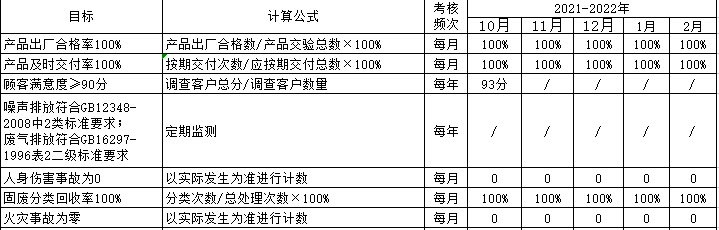 目标 计算公式 考核频次 2021-2022年
10月 11月 12月 1月 2月
产品出厂合格率100% 产品出厂合格数/产品交验总数×100% 每月 100% 100% 100% 100% 100%
产品及时交付率100% 按期交付次数/应按期交付总数×100% 每月 100% 100% 100% 100% 100%
顾客满意度≥90分 调查客户总分/调查客户数量 每年 93分 / / / /
噪声排放符合GB12348-
2008中2类标准要求;
废气排放符合GB16297-
1996表2二级标准要求 定期监测 每年 / / / / /
人身伤害事故为0 以实际发生为准进行计数 每月 0 0 0 0 0
固废分类回收率100% 分类次数/总处理次数×100% 每月 100% 100% 100% 100% 100%
火灾事故为零 以实际发生为准进行计数 每月 0 0 0 0 0